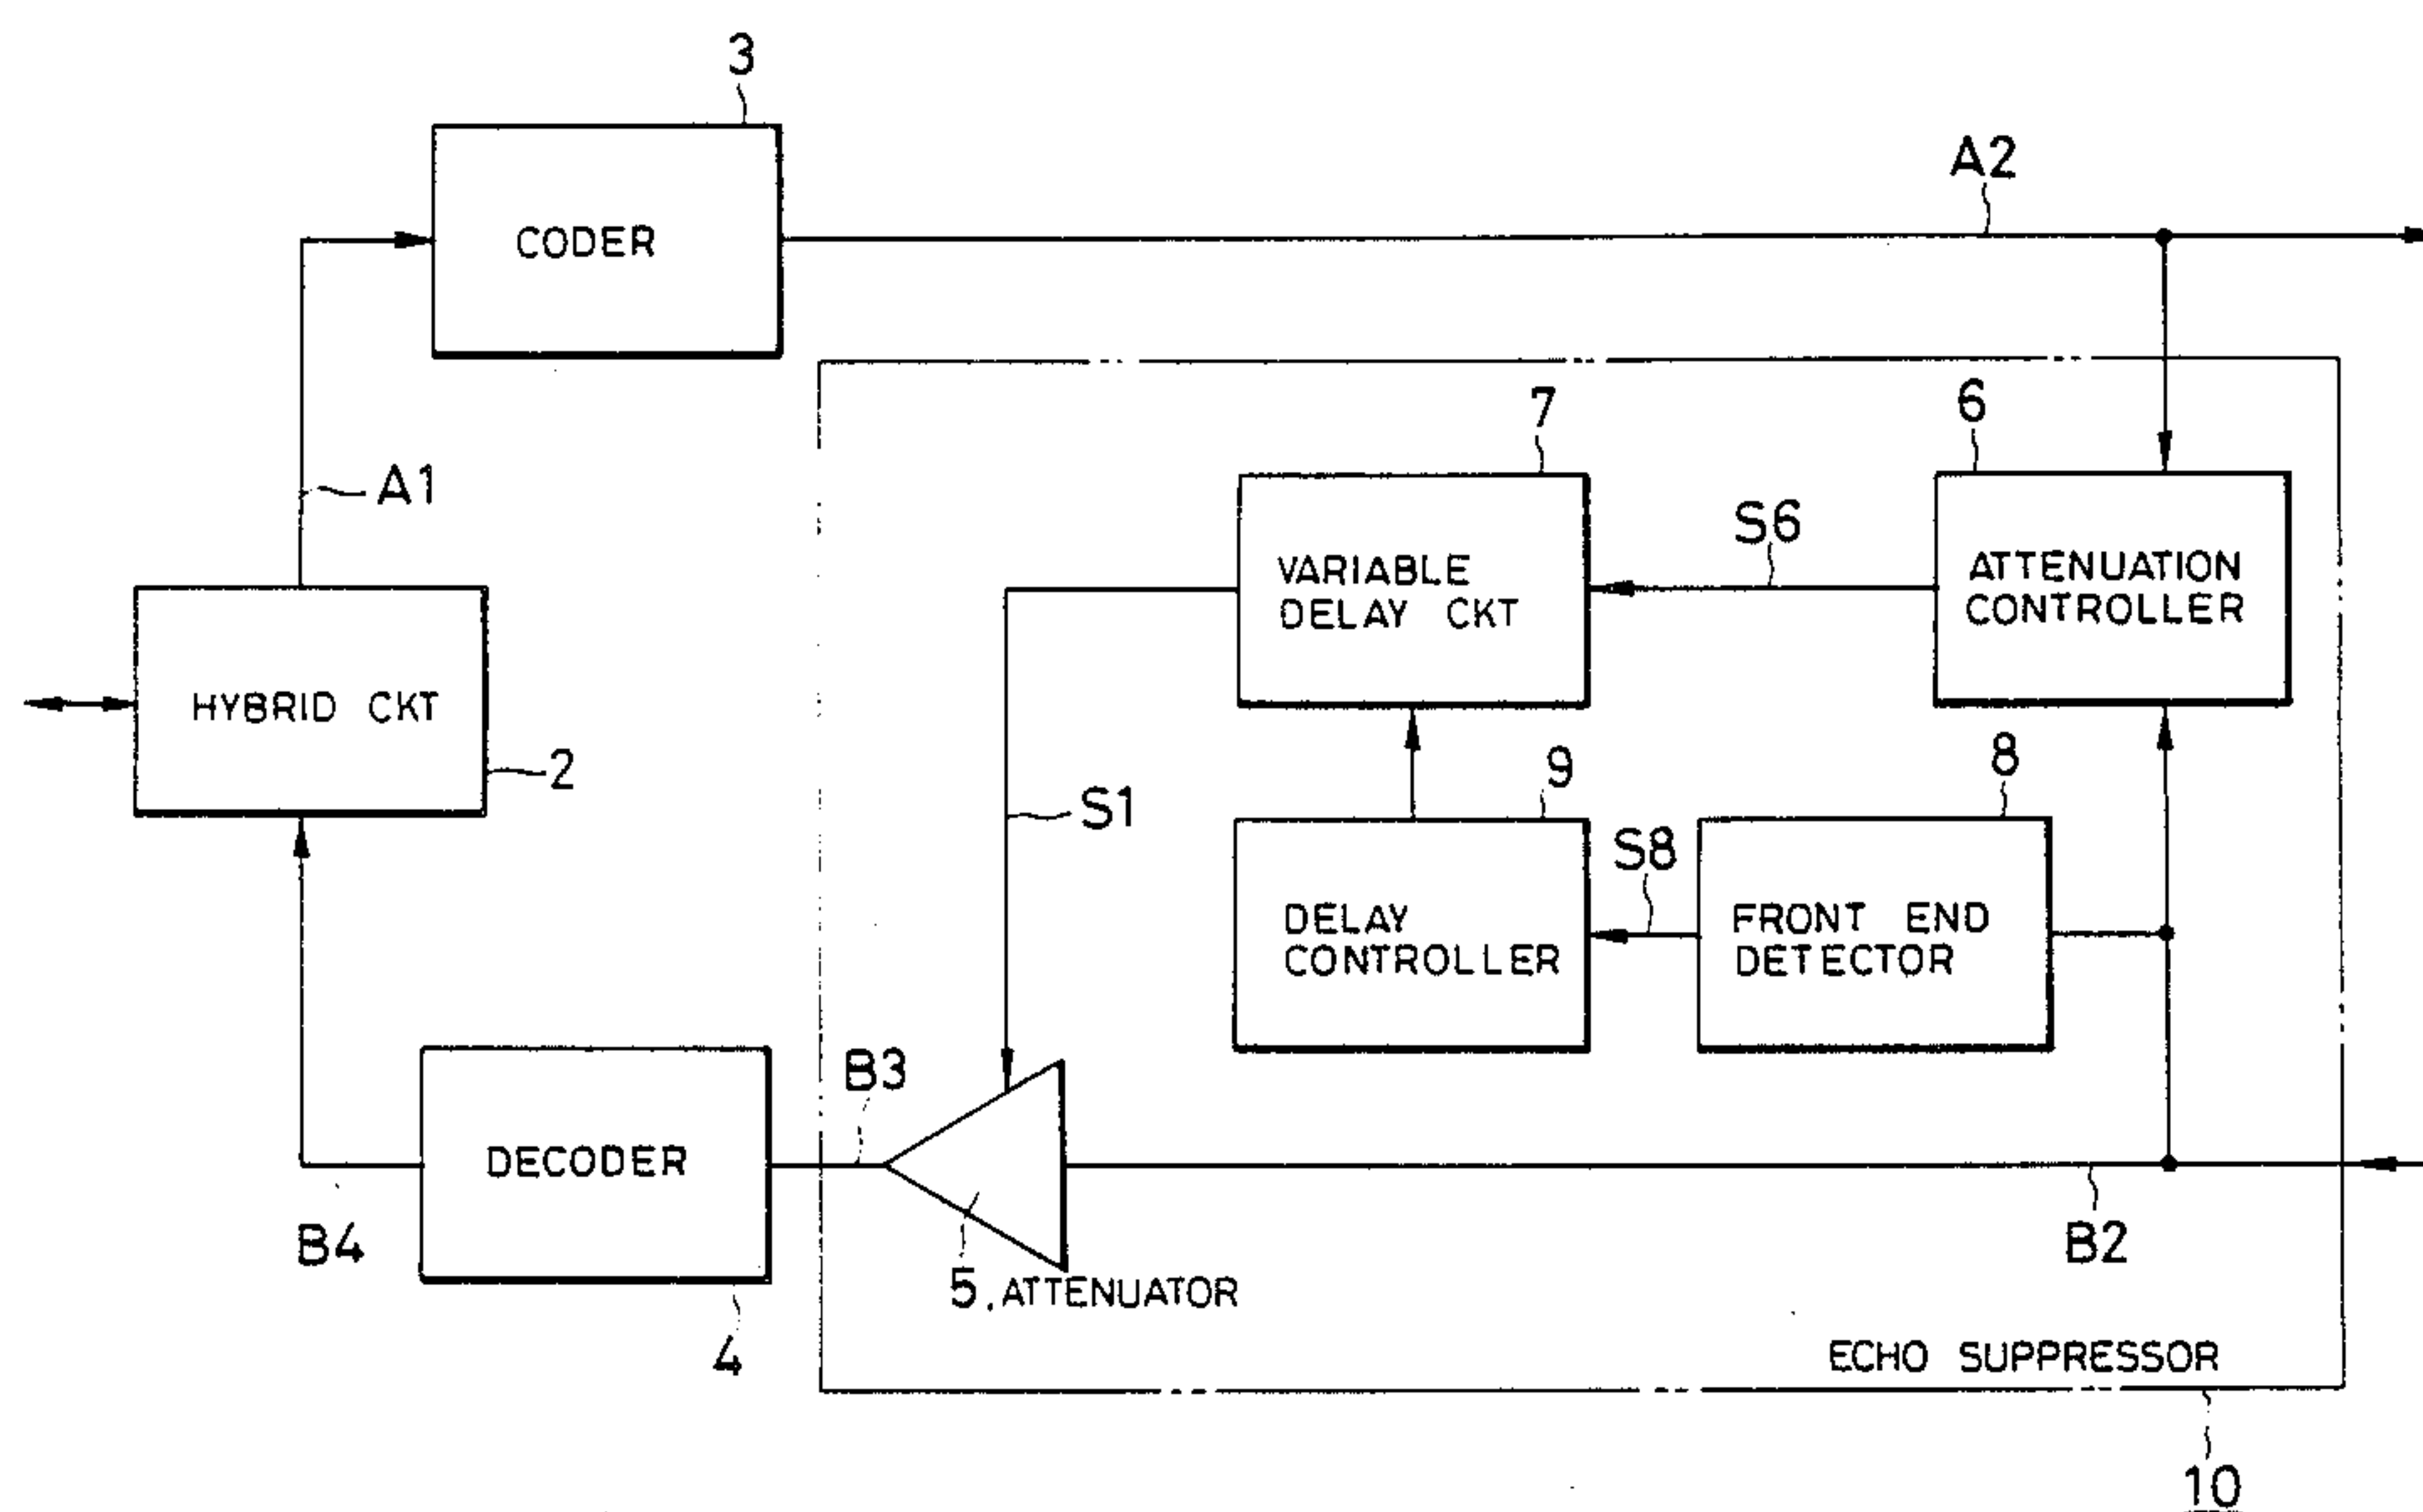 3
CODER
A2
A1
7
6
S6
VARIABLE
DELAY CKT
ATTENUATION
CONTROLLER
HYBRID CKT
2
S1
9
8
S8
DELAY
CONTROLLER
FRONT END
DETECTOR
B3
DECODER
B4
B2
5, ATTENUATOR
4
ECHO SUPPRESSOR
10